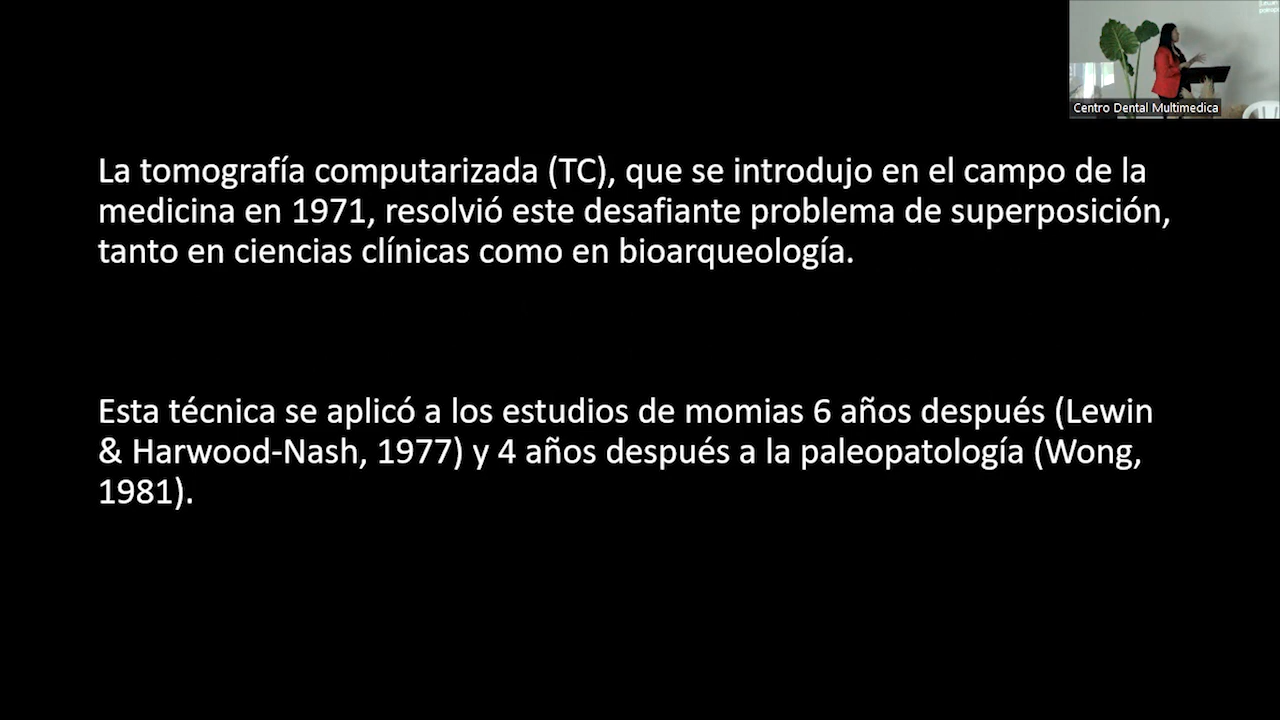 Centro Dental Multimedica
La tomografía computarizada (TC), que se introdujo en el campo de la
medicina en 1971, resolvió este desafiante problema de superposición,
tanto en ciencias clínicas como en bioarqueología.
Esta técnica se aplicó a los estudios de momias 6 años después (Lewin
& Harwood-Nash, 1977) y 4 años después a la paleopatología (Wong,
1981).